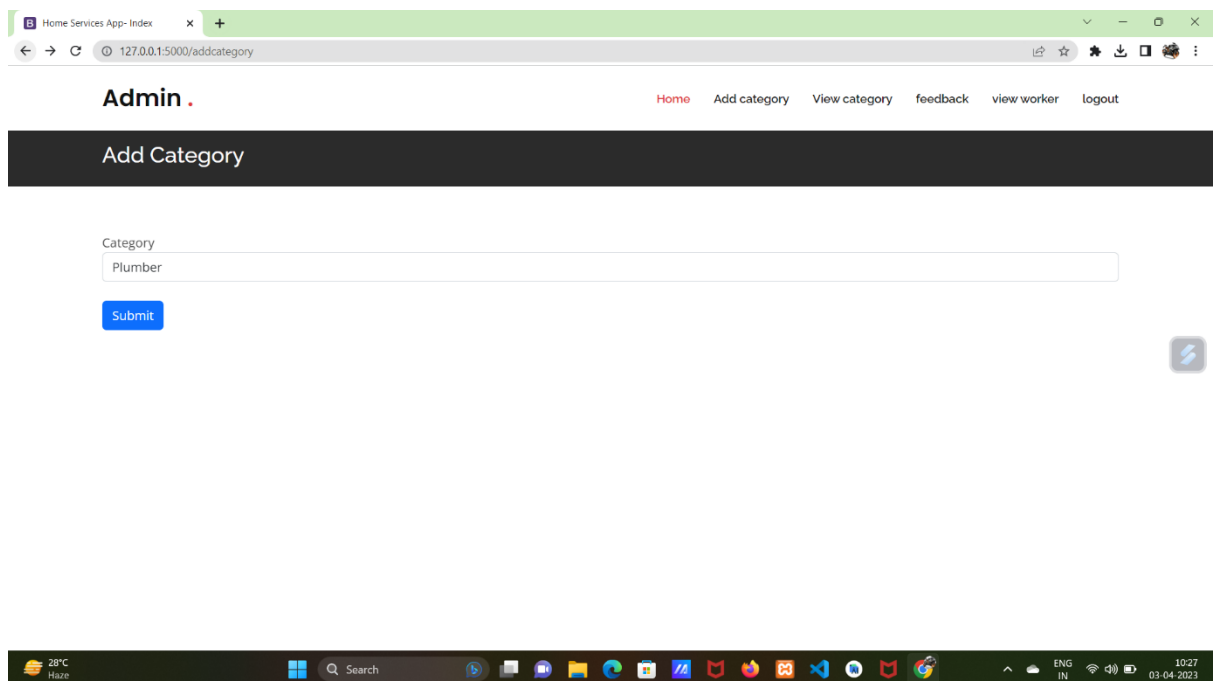 B Home Services App- Index
127.0.0.1:5000/addcategory
Admin .
Home Add category View category feedback view worker logout
Add Category
Category
Plumber
Submit
28°C
Haze
Search
ENG
IN
10:27
03-04-2023